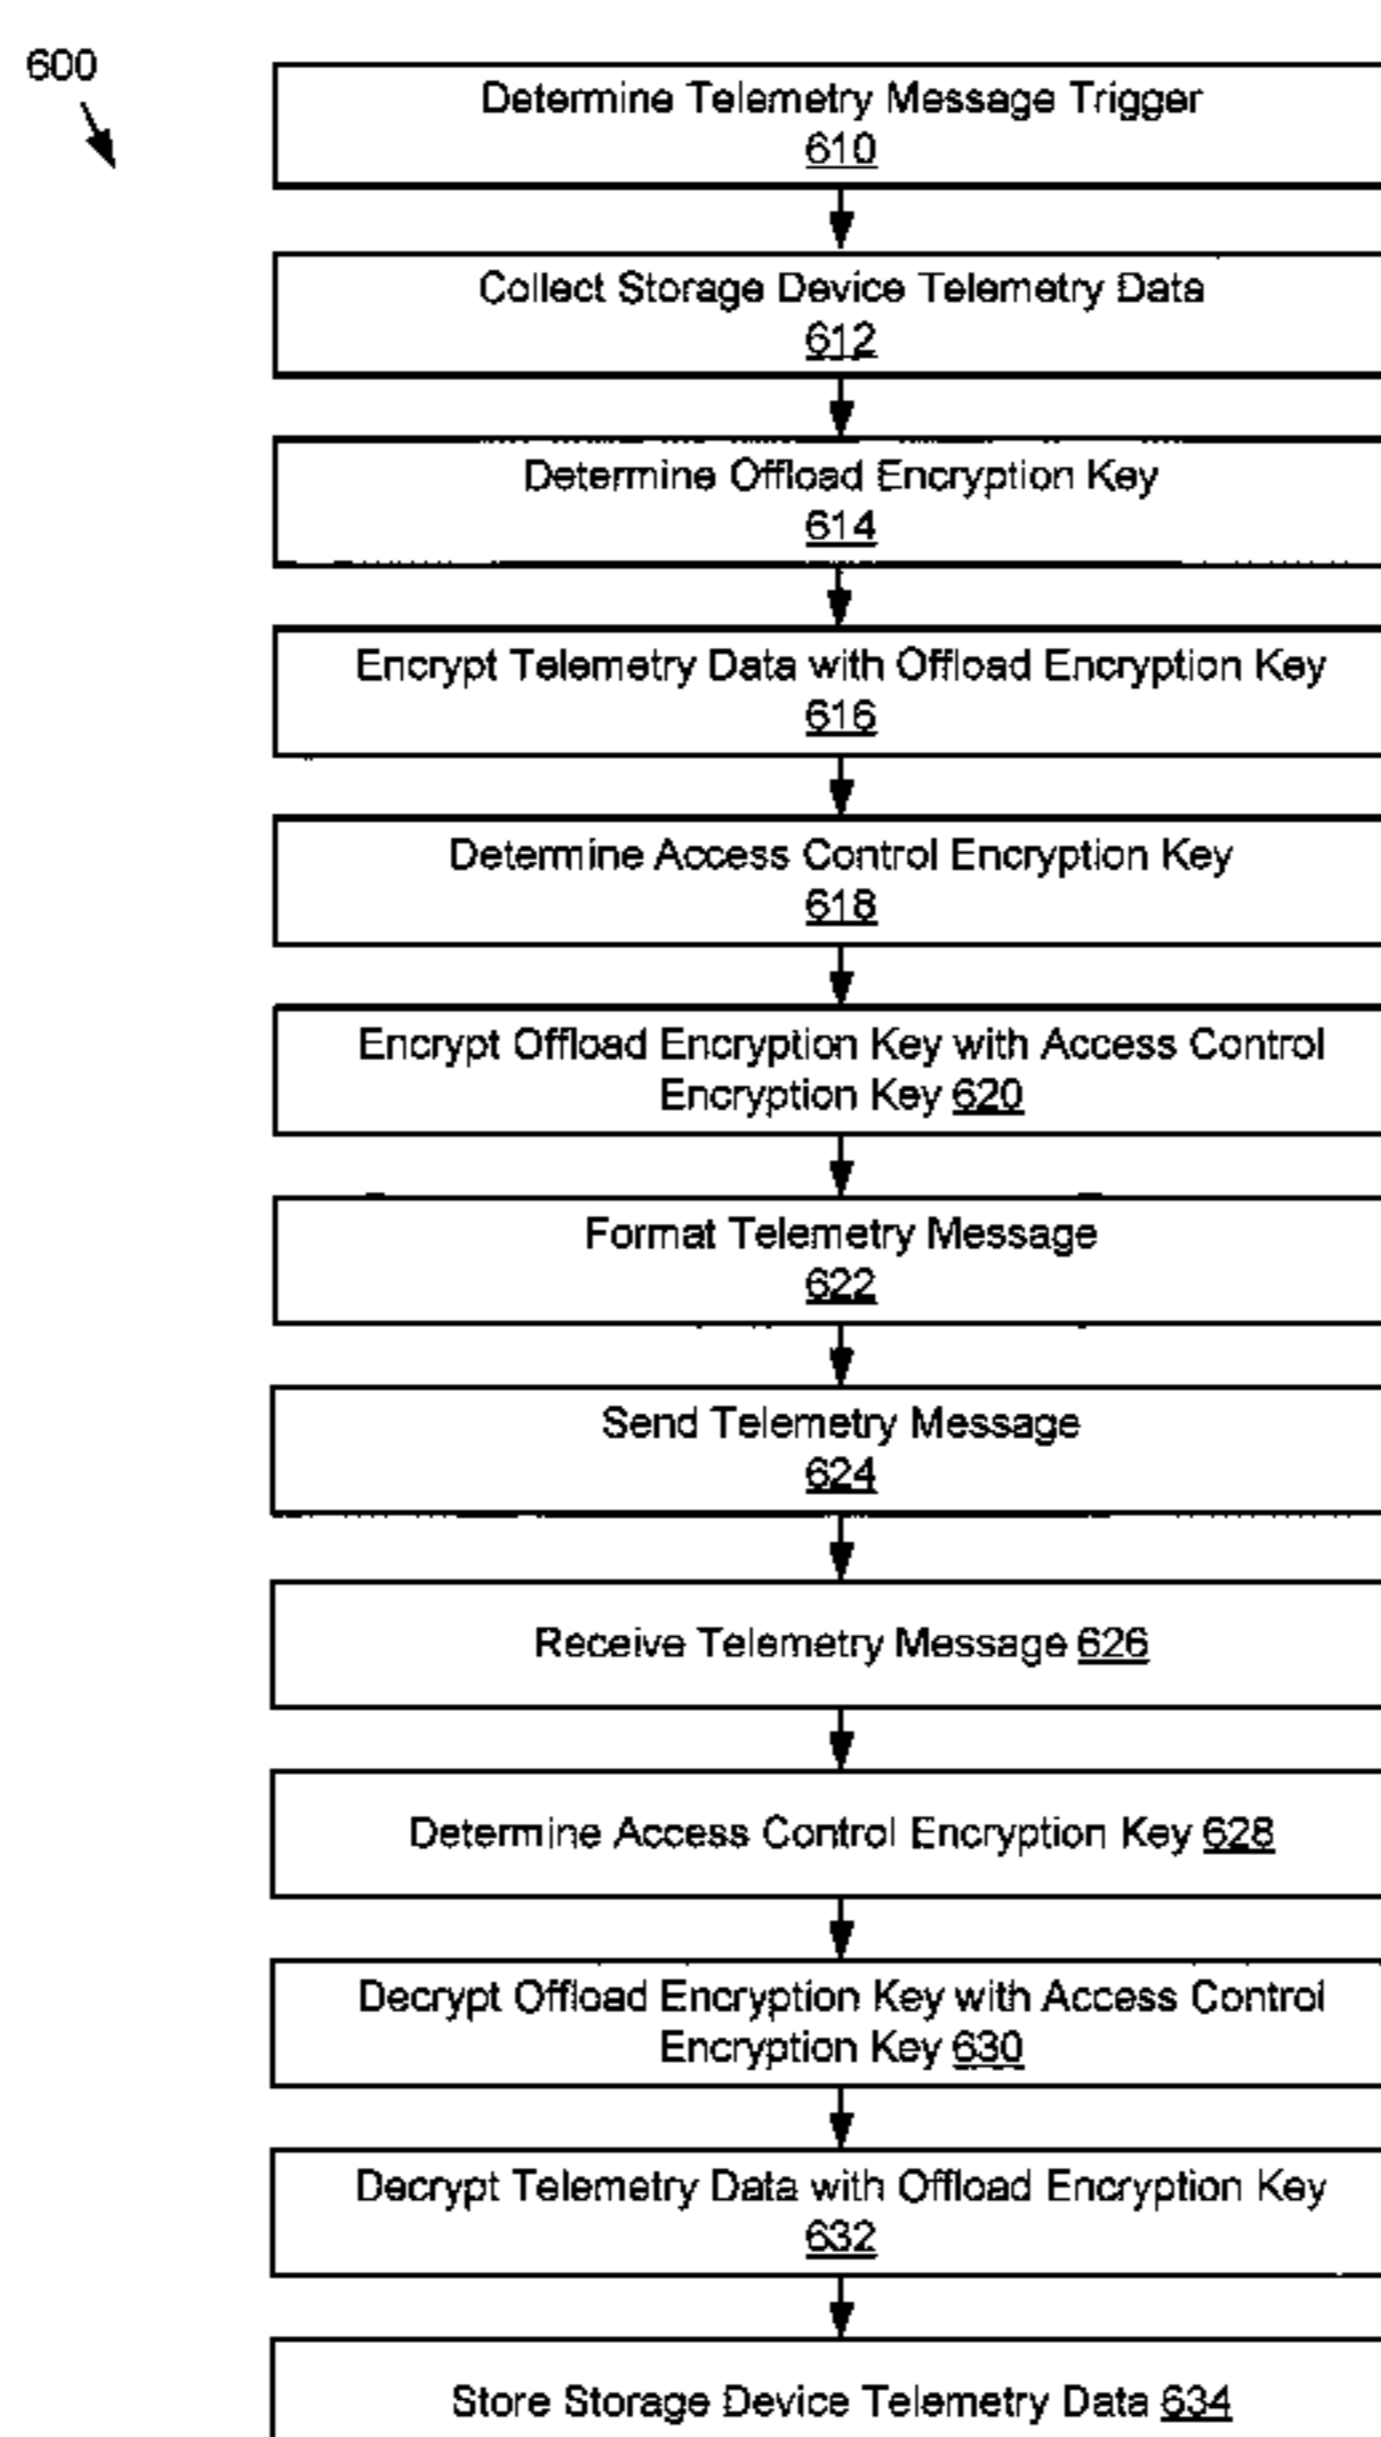 600
Determine Telemetry Message Trigger
610
Collect Storage Device Telemetry Data
612
Determine Offload Encryption Key
614
Encrypt Telemetry Data with Offload Encryption Key
616
Determine Access Control Encryption Key
618
Encrypt Offload Encryption Key with Access Control
Encryption Key 620
Format Telemetry Message
622
Send Telemetry Message
624
Receive Telemetry Message 626
Determine Access Control Encryption Key 628
Decrypt Offload Encryption Key with Access Control
Encryption Key 630
Decrypt Telemetry Data with Offload Encryption Key
632
Store Storage Device Telemetry Data 634